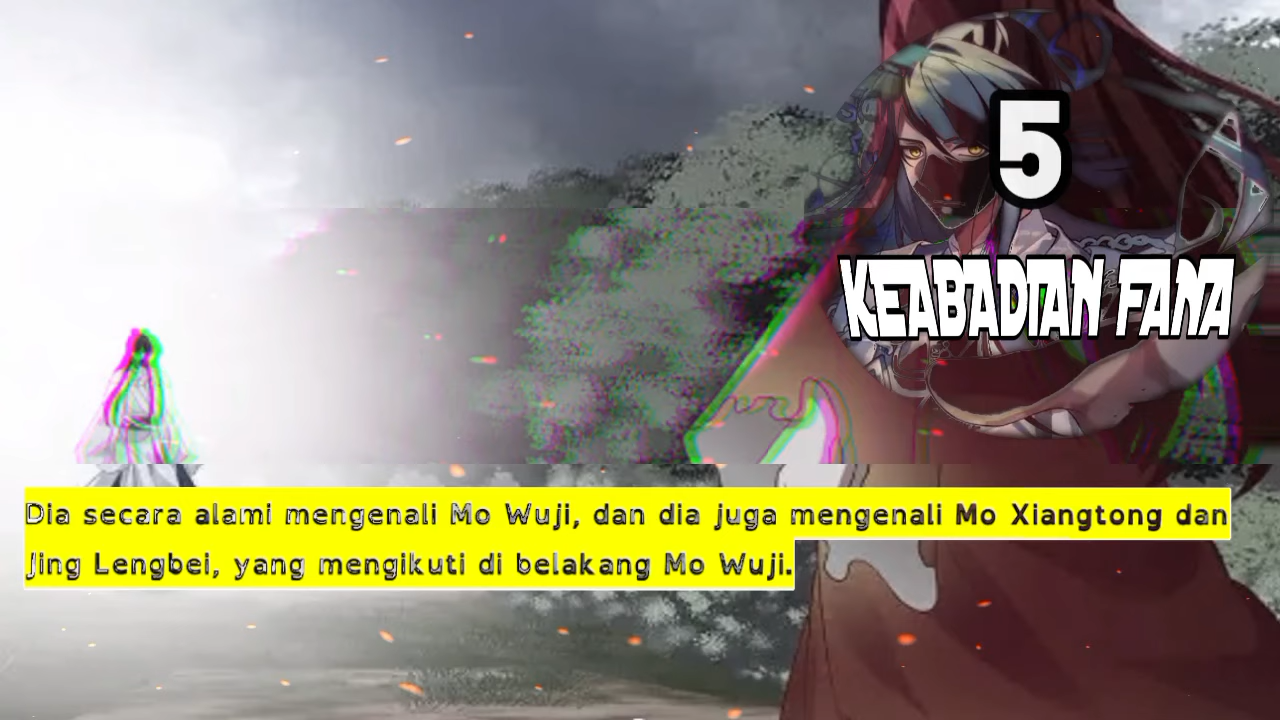 5
KEABADIAN FANA
Dia secara alami mengenali Mo Wuji, dan dia juga mengenali Mo Xiangtong dan
Jing Lengbei, yang mengikuti di belakang Mo Wuji.